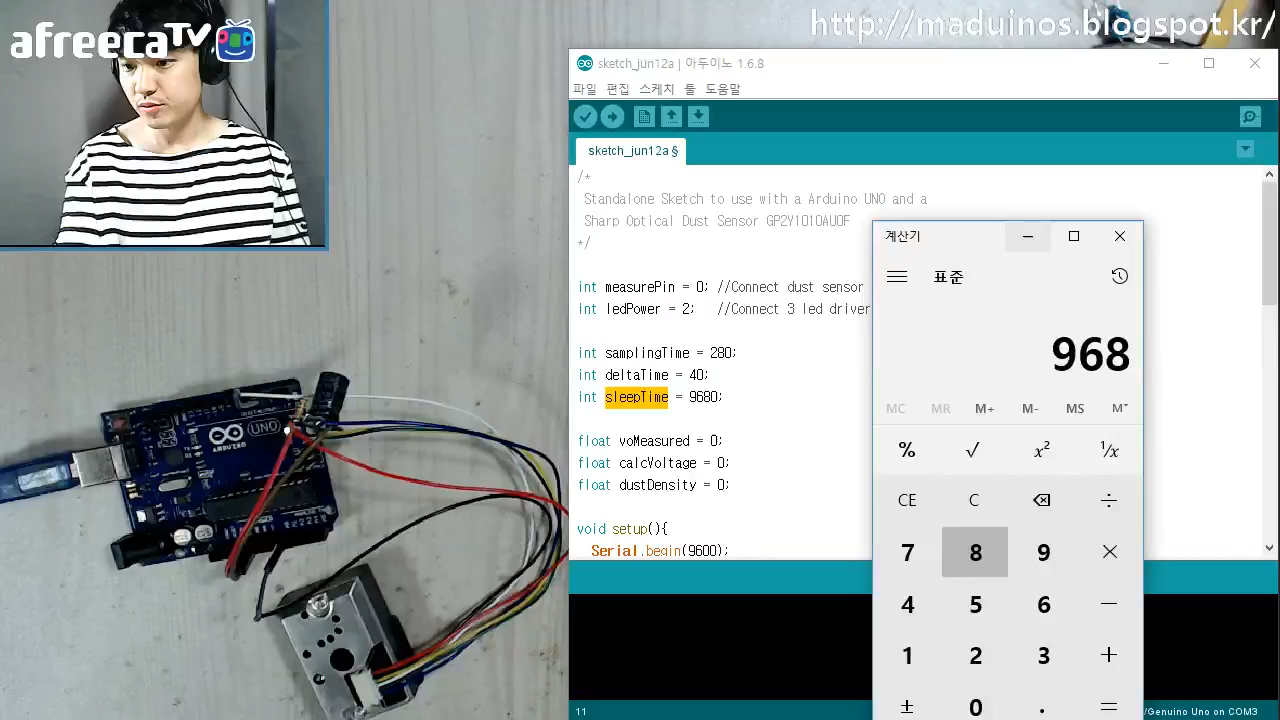 afreecaTV
http://maduinos.blogspot.kr/
sketch_jun12a | 아두이노 1.6.8
파일 편집 스케치 툴 도움말
sketch_jun12a §
/*
Standalone Sketch to use with a Arduino UNO and a
Sharp Optical Dust Sensor GP2Y1010AU0F
*/
int measurePin = 0; //Connect dust sensor
int ledPower = 2; //Connect 3 led driver
int samplingTime = 280;
int deltaTime = 40;
int sleepTime = 9680;
float voMeasured = 0;
float calcVoltage = 0;
float dustDensity = 0;
void setup(){
Serial.begin(9600);
11
/Genuino Uno on COM3
계산기
표준
968
MC MR M+ M- MS M˅
% √ x² ¹/x
CE C ÷
7 8 9 ×
4 5 6 −
1 2 3 +
± 0 . =
ARDUINO
UNO